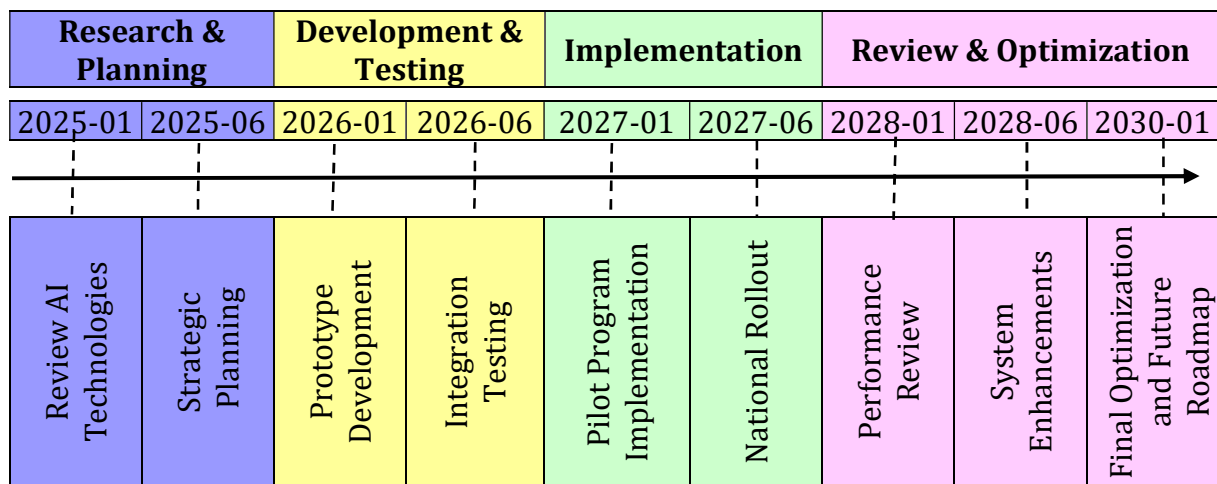 Research &
Planning
Development &
Testing
Implementation
Review & Optimization
2025-01
2025-06
2026-01
2026-06
2027-01
2027-06
2028-01
2028-06
2030-01
Review AI
Technologies
Strategic
Planning
Prototype
Development
Integration
Testing
Pilot Program
Implementation
National Rollout
Performance
Review
System
Enhancements
Final Optimization
and Future
Roadmap